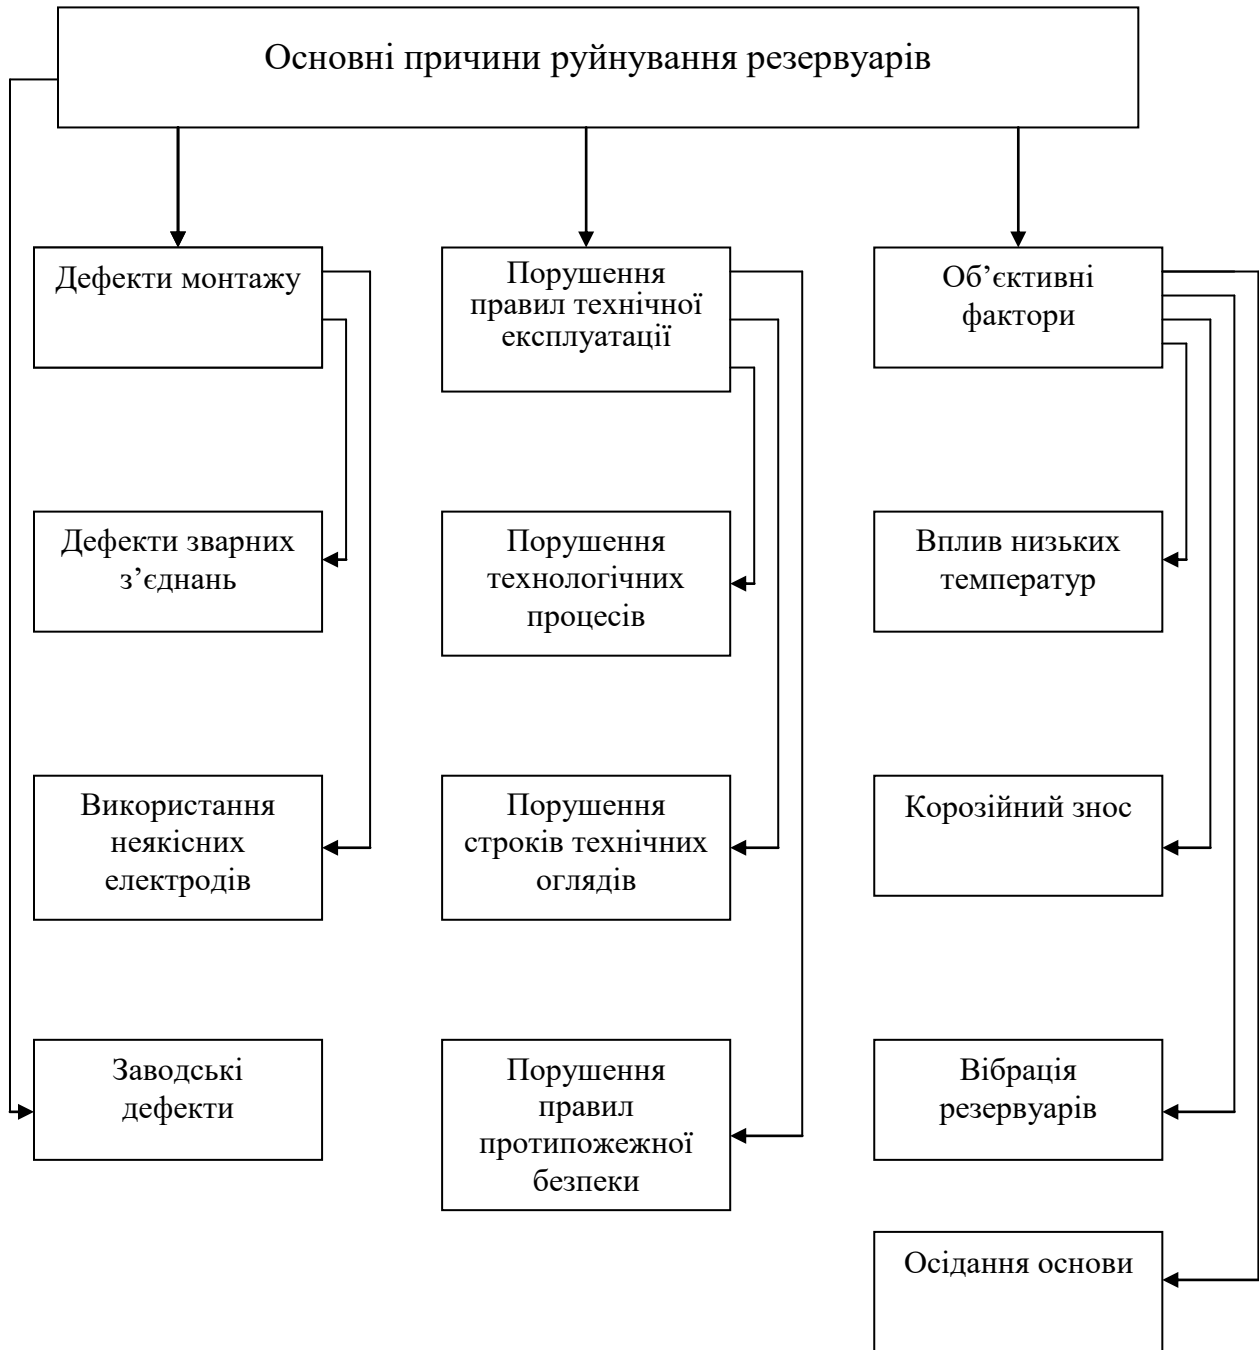 Основні причини руйнування резервуарів
Дефекти монтажу
Порушення
правил технічної
експлуатації
Об’єктивні
фактори
Дефекти зварних
з’єднань
Порушення
технологічних
процесів
Вплив низьких
температур
Використання
неякісних
електродів
Порушення
строків технічних
оглядів
Корозійний знос
Заводські
дефекти
Порушення
правил
протипожежної
безпеки
Вібрація
резервуарів
Осідання основи